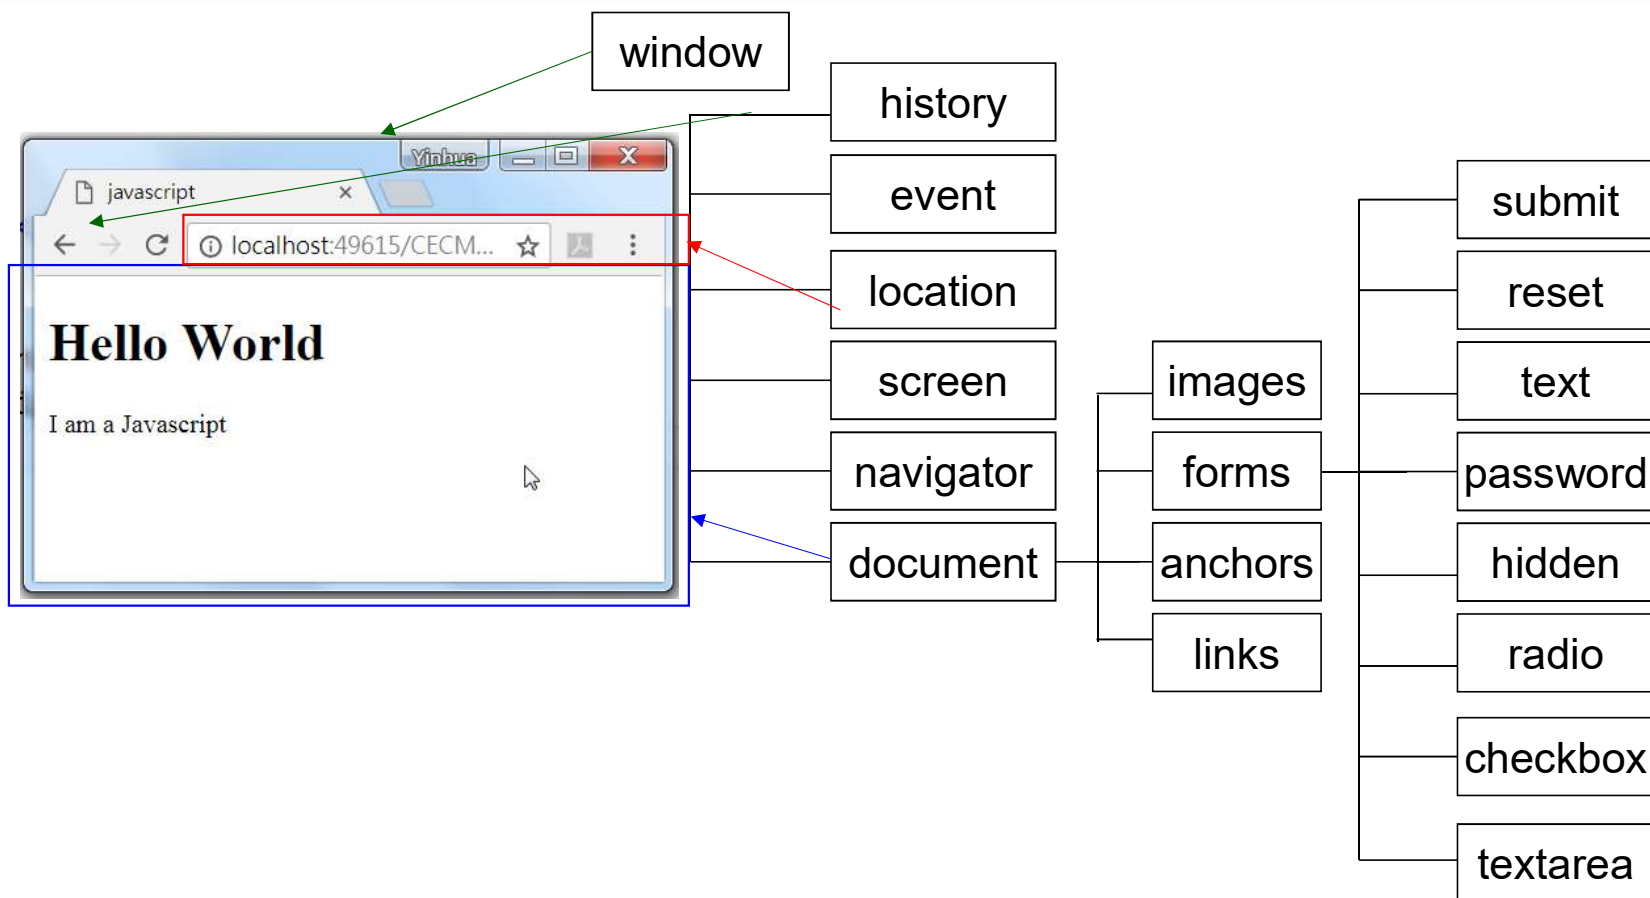 window
history
event
location
screen
navigator
document
images
forms
anchors
links
submit
reset
text
password
hidden
radio
checkbox
textarea
Yinhua
javascript
localhost:49615/CECM...
Hello World
I am a Javascript